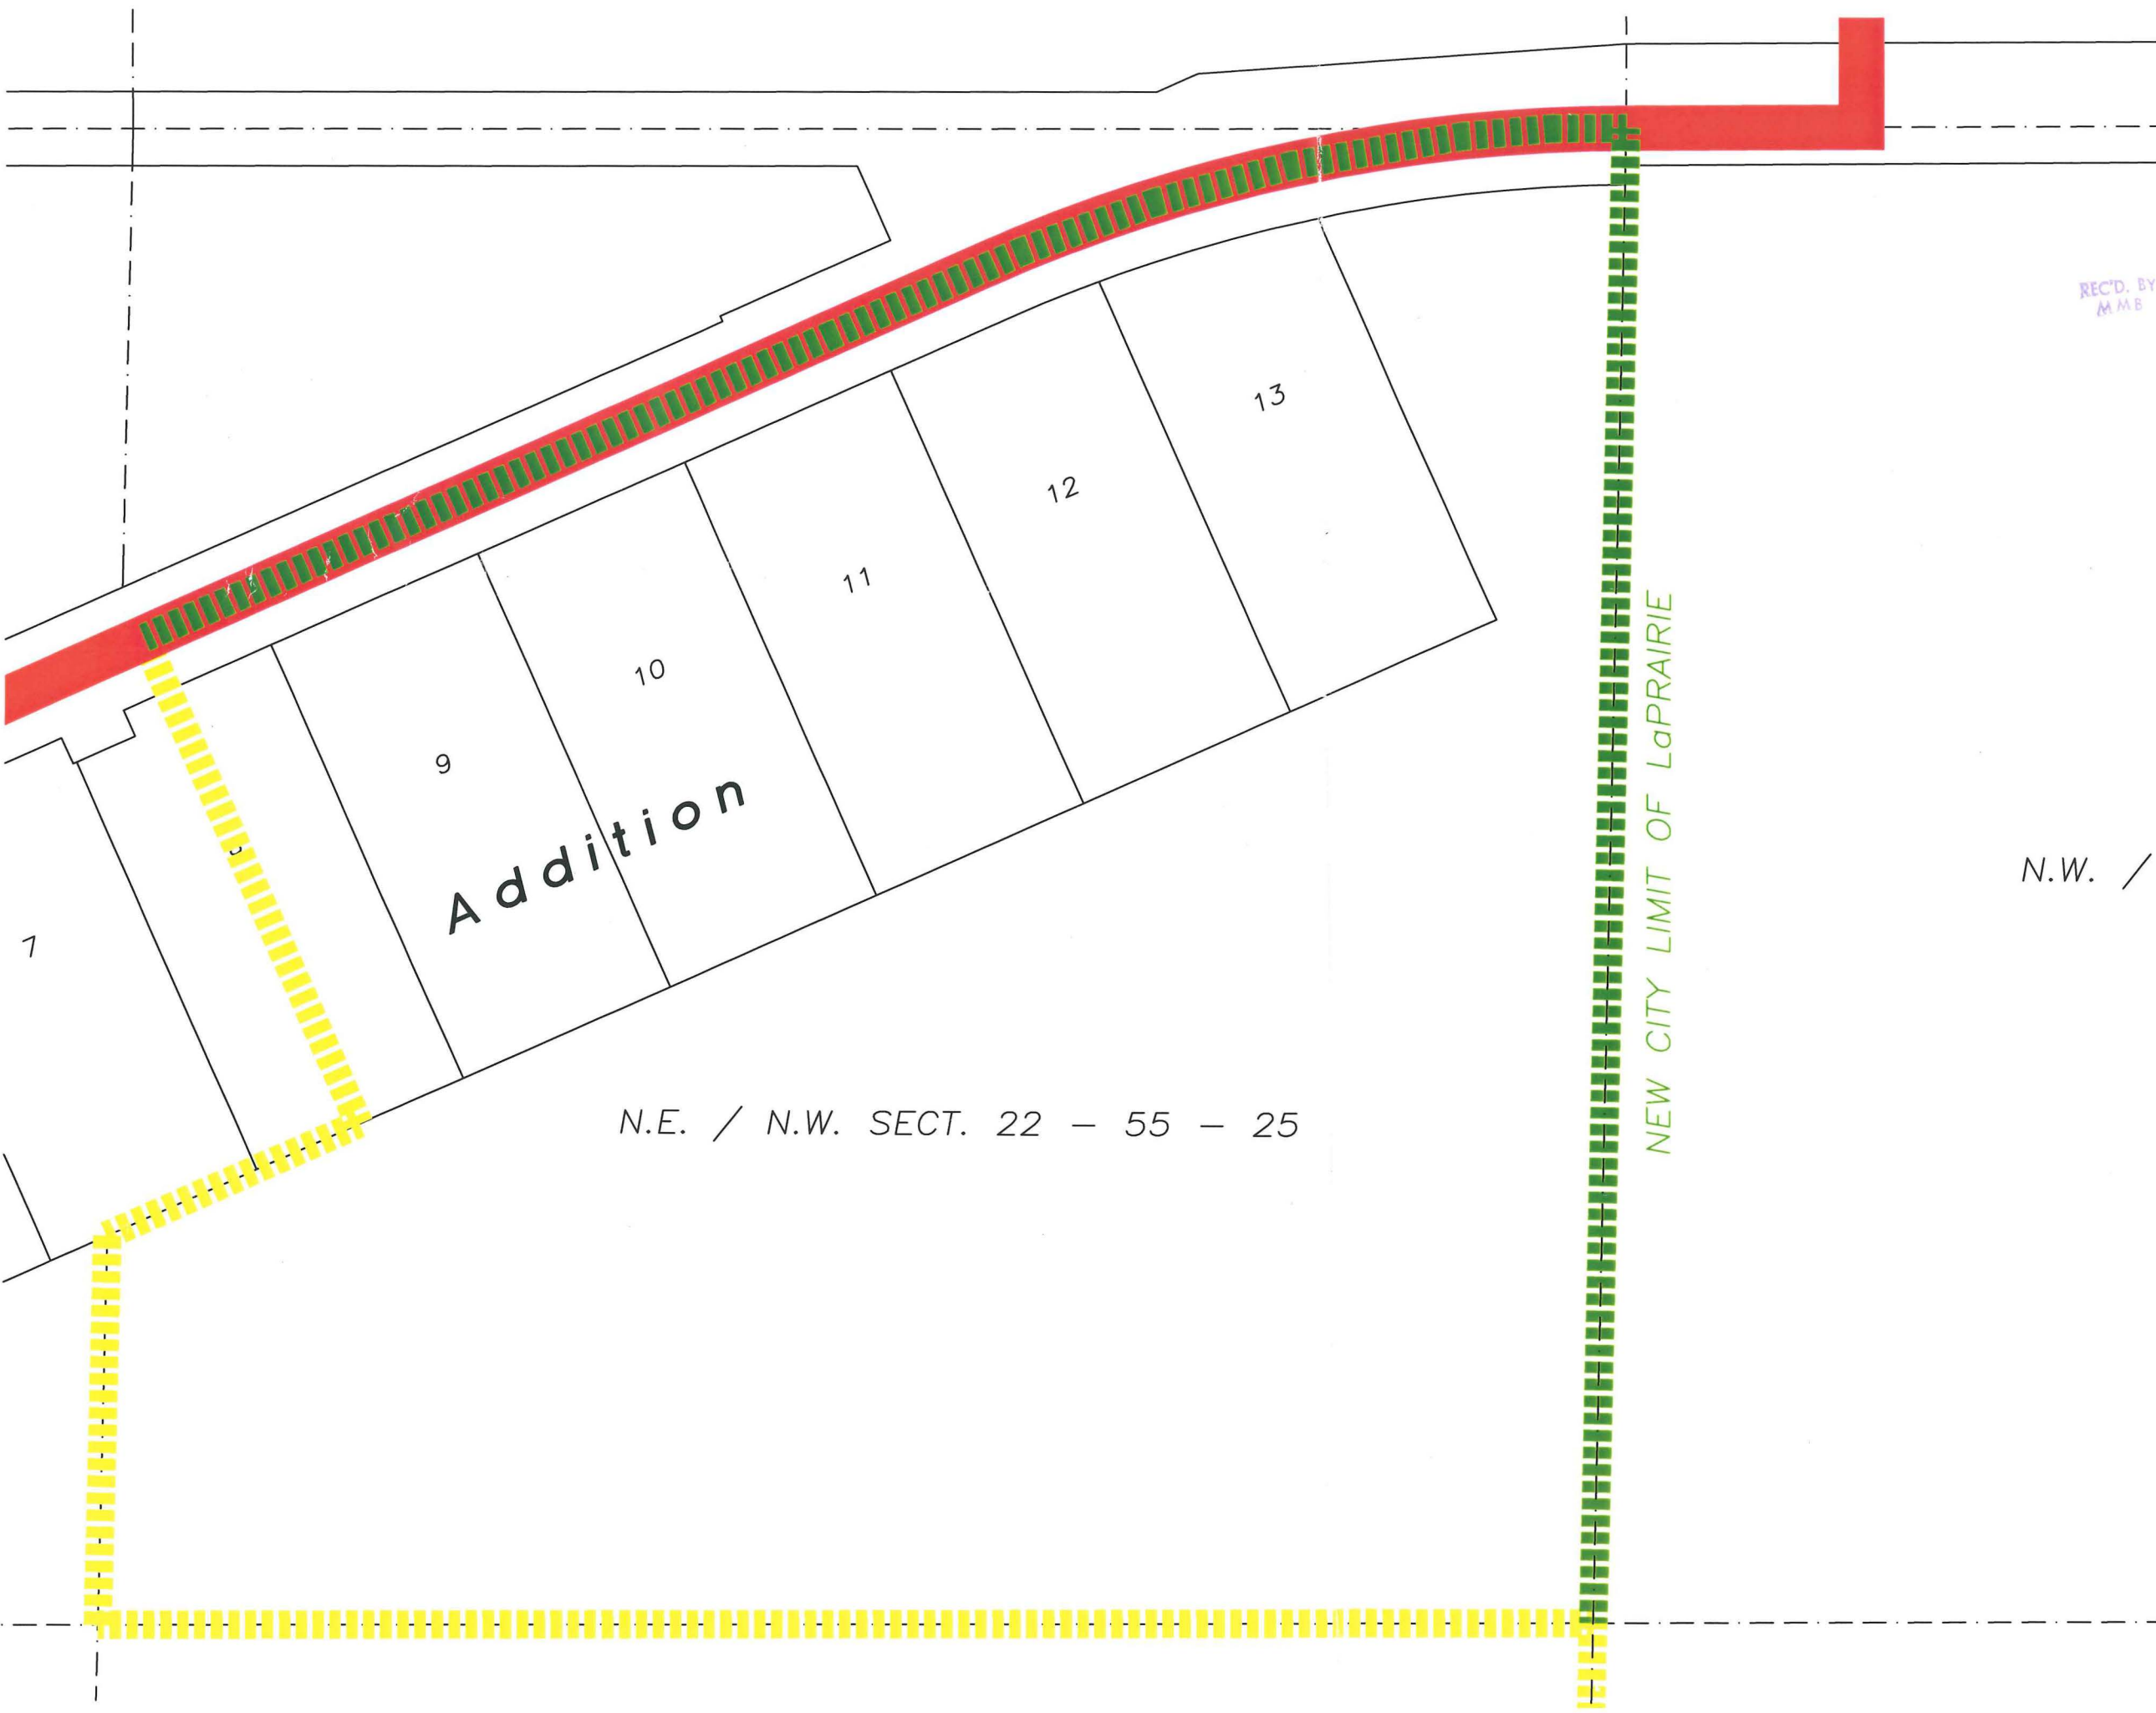 REC'D. BY
MMB
13
12
11
10
9
Addition
7
NEW CITY LIMIT OF LaPRAIRIE
N.W. /
N.E. / N.W. SECT. 22 – 55 – 25